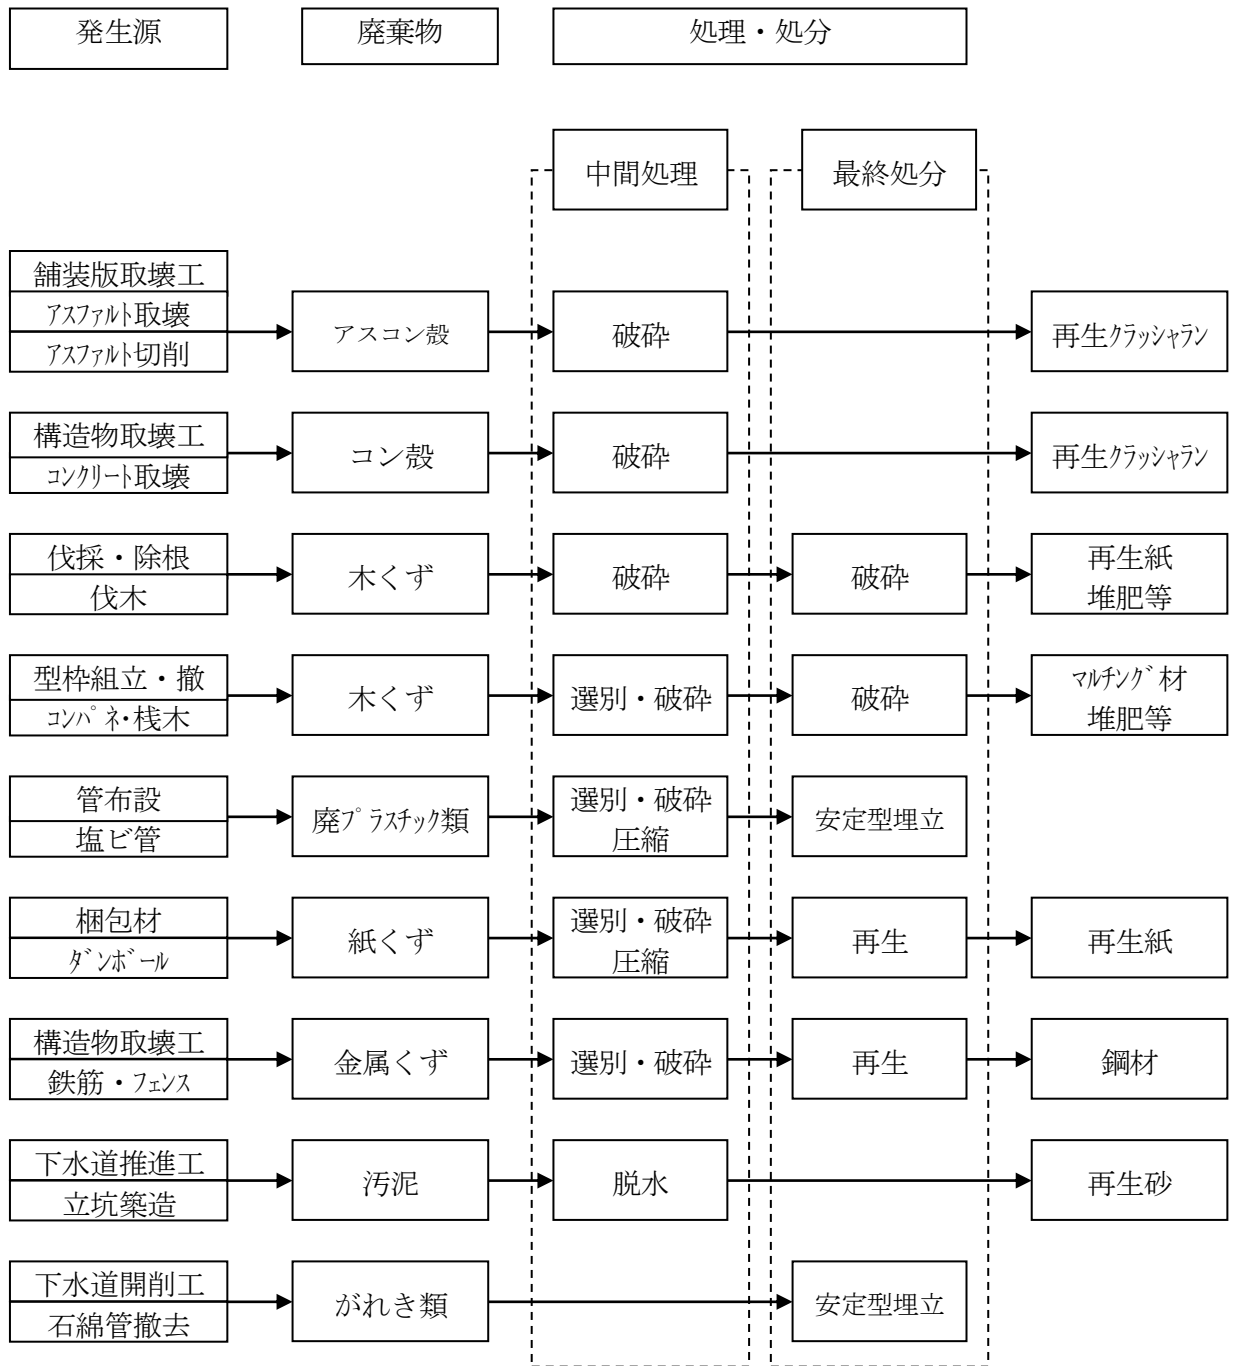 発生源
廃棄物
処理・処分
中間処理
最終処分
舗装版取壊工
ｱｽﾌｧﾙﾄ取壊
ｱｽﾌｧﾙﾄ切削
アスコン殻
破砕
再生ｸﾗｯｼｬﾗﾝ
構造物取壊工
ｺﾝｸﾘｰﾄ取壊
コン殻
破砕
再生ｸﾗｯｼｬﾗﾝ
伐採・除根
伐木
木くず
破砕
破砕
再生紙
堆肥等
型枠組立・撤
ｺﾝﾊﾟﾈ・桟木
木くず
選別・破砕
破砕
ﾏﾙﾁﾝｸﾞ材
堆肥等
管布設
塩ビ管
廃ﾌﾟﾗｽﾁｯｸ類
選別・破砕
圧縮
安定型埋立
梱包材
ﾀﾞﾝﾎﾞｰﾙ
紙くず
選別・破砕
圧縮
再生
再生紙
構造物取壊工
鉄筋・ﾌｪﾝｽ
金属くず
選別・破砕
再生
鋼材
下水道推進工
立坑築造
汚泥
脱水
再生砂
下水道開削工
石綿管撤去
がれき類
安定型埋立